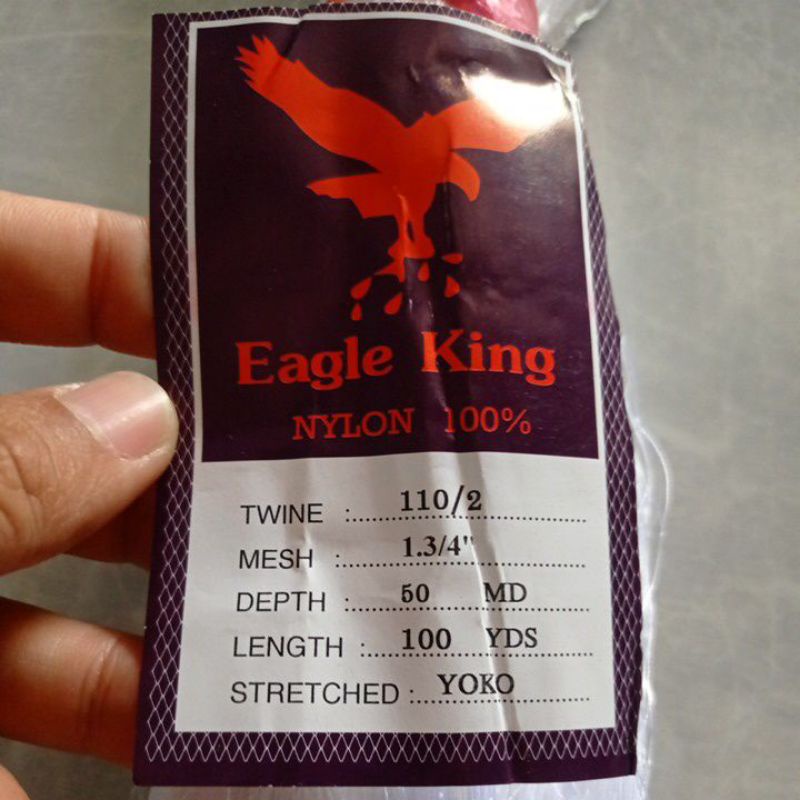 Eagle King
NYLON 100%
TWINE : 110/2
MESH : 1.3/4"
DEPTH : 50 MD
LENGTH : 100 YDS
STRETCHED : YOKO